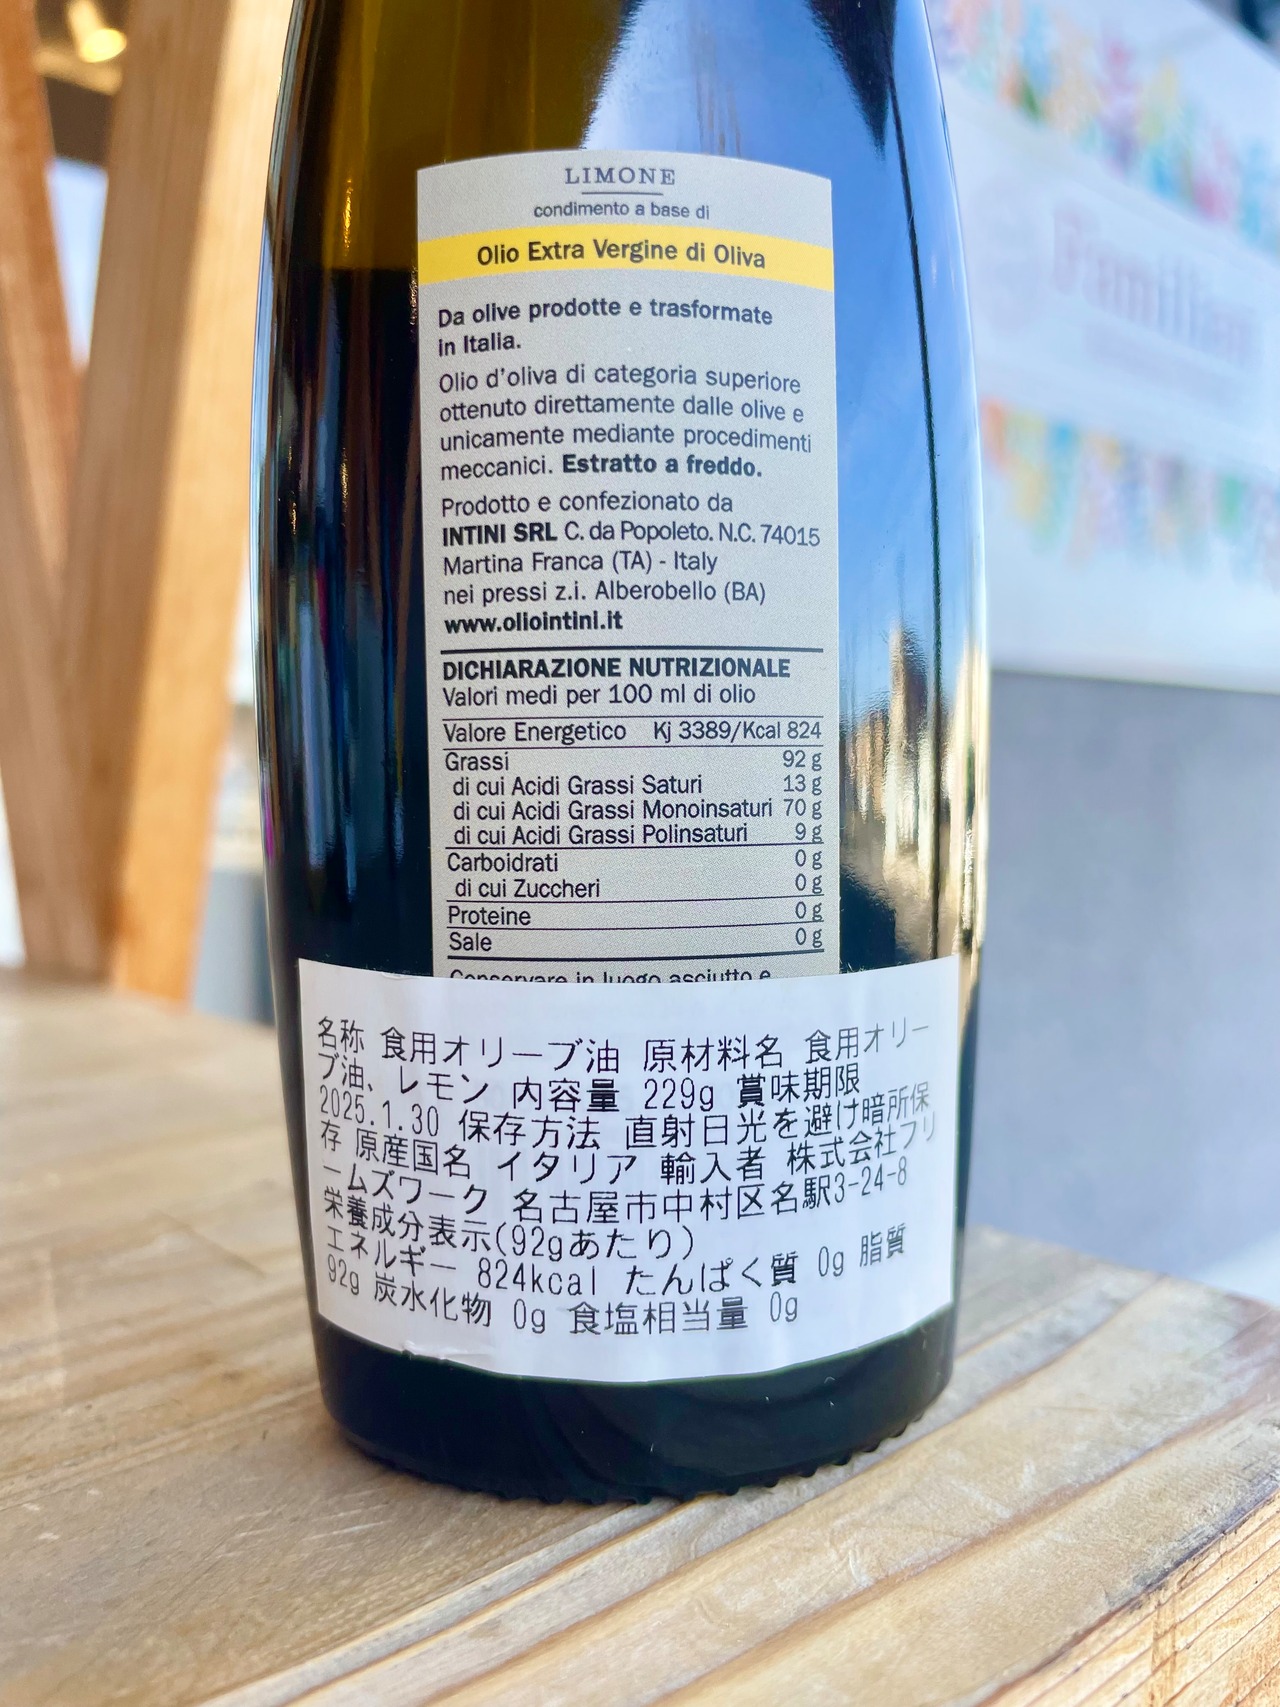 LIMONE
condimento a base di
Olio Extra Vergine di Oliva
Da olive prodotte e trasformate
in Italia.
Olio d'oliva di categoria superiore
ottenuto direttamente dalle olive e
unicamente mediante procedimenti
meccanici. Estratto a freddo.
Prodotto e confezionato da
INTINI SRL C. da Popoleto. N.C. 74015
Martina Franca (TA) - Italy
nei pressi z.i. Alberobello (BA)
www.oliointini.it
DICHIARAZIONE NUTRIZIONALE
Valori medi per 100 ml di olio
Valore Energetico Kj 3389/Kcal 824
Grassi 92 g
di cui Acidi Grassi Saturi 13 g
di cui Acidi Grassi Monoinsaturi 70 g
di cui Acidi Grassi Polinsaturi 9 g
Carboidrati 0 g
di cui Zuccheri 0 g
Proteine 0 g
Sale 0 g
Conservare in luogo asciutto e
名称 食用オリーブ油 原材料名 食用オリー
ブ油、レモン 内容量 229g 賞味期限
2025.1.30 保存方法 直射日光を避け暗所保
存 原産国名 イタリア 輸入者 株式会社フリ
ームズワーク 名古屋市中村区名駅3-24-8
栄養成分表示(92gあたり)
エネルギー 824kcal たんぱく質 0g 脂質
92g 炭水化物 0g 食塩相当量 0g